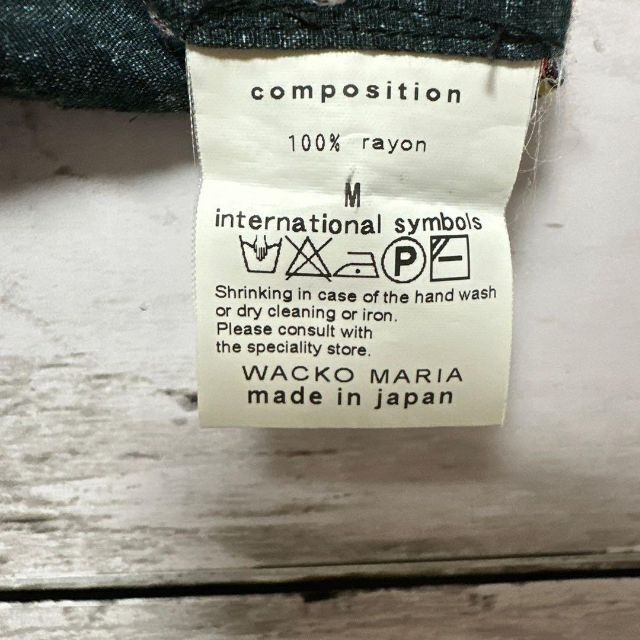 composition
100% rayon
M
international symbols
P
Shrinking in case of the hand wash
or dry cleaning or iron.
Please consult with
the speciality store.
WACKO MARIA
made in japan